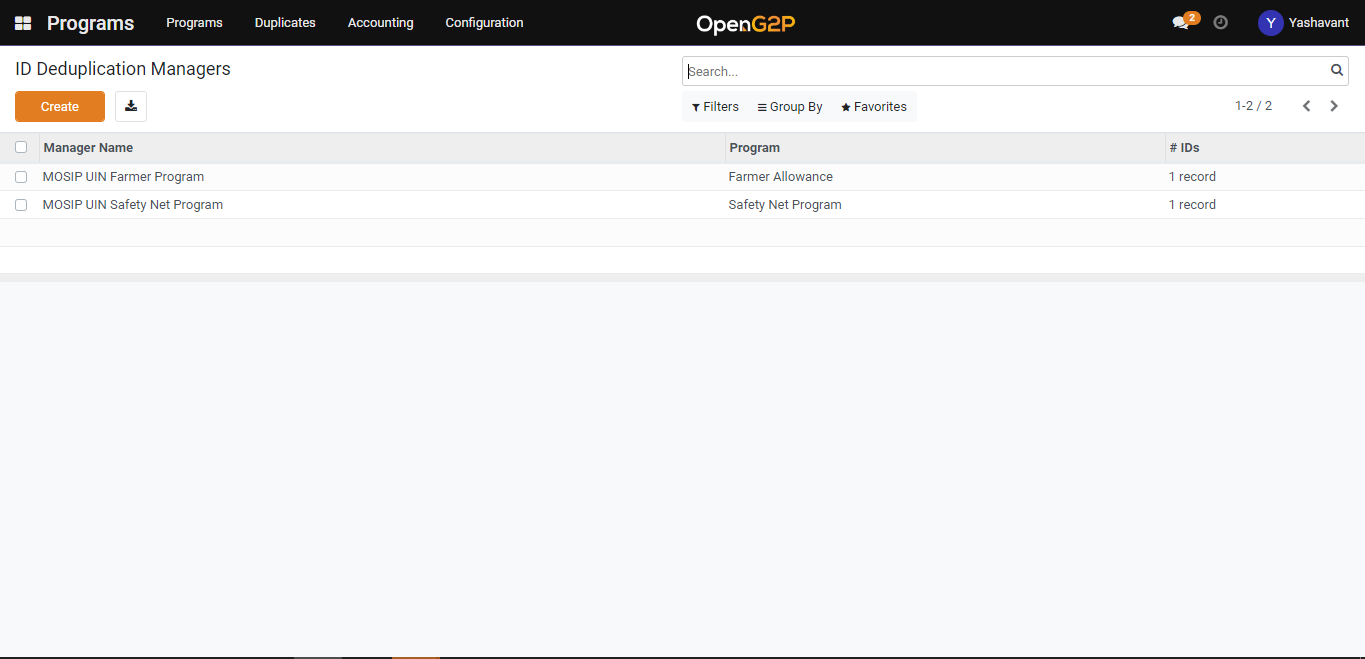 Programs Programs Duplicates Accounting Configuration OpenG2P 2 Y Yashavant
ID Deduplication Managers Search...
Create Filters Group By Favorites 1-2 / 2
Manager Name Program # IDs
MOSIP UIN Farmer Program Farmer Allowance 1 record
MOSIP UIN Safety Net Program Safety Net Program 1 record